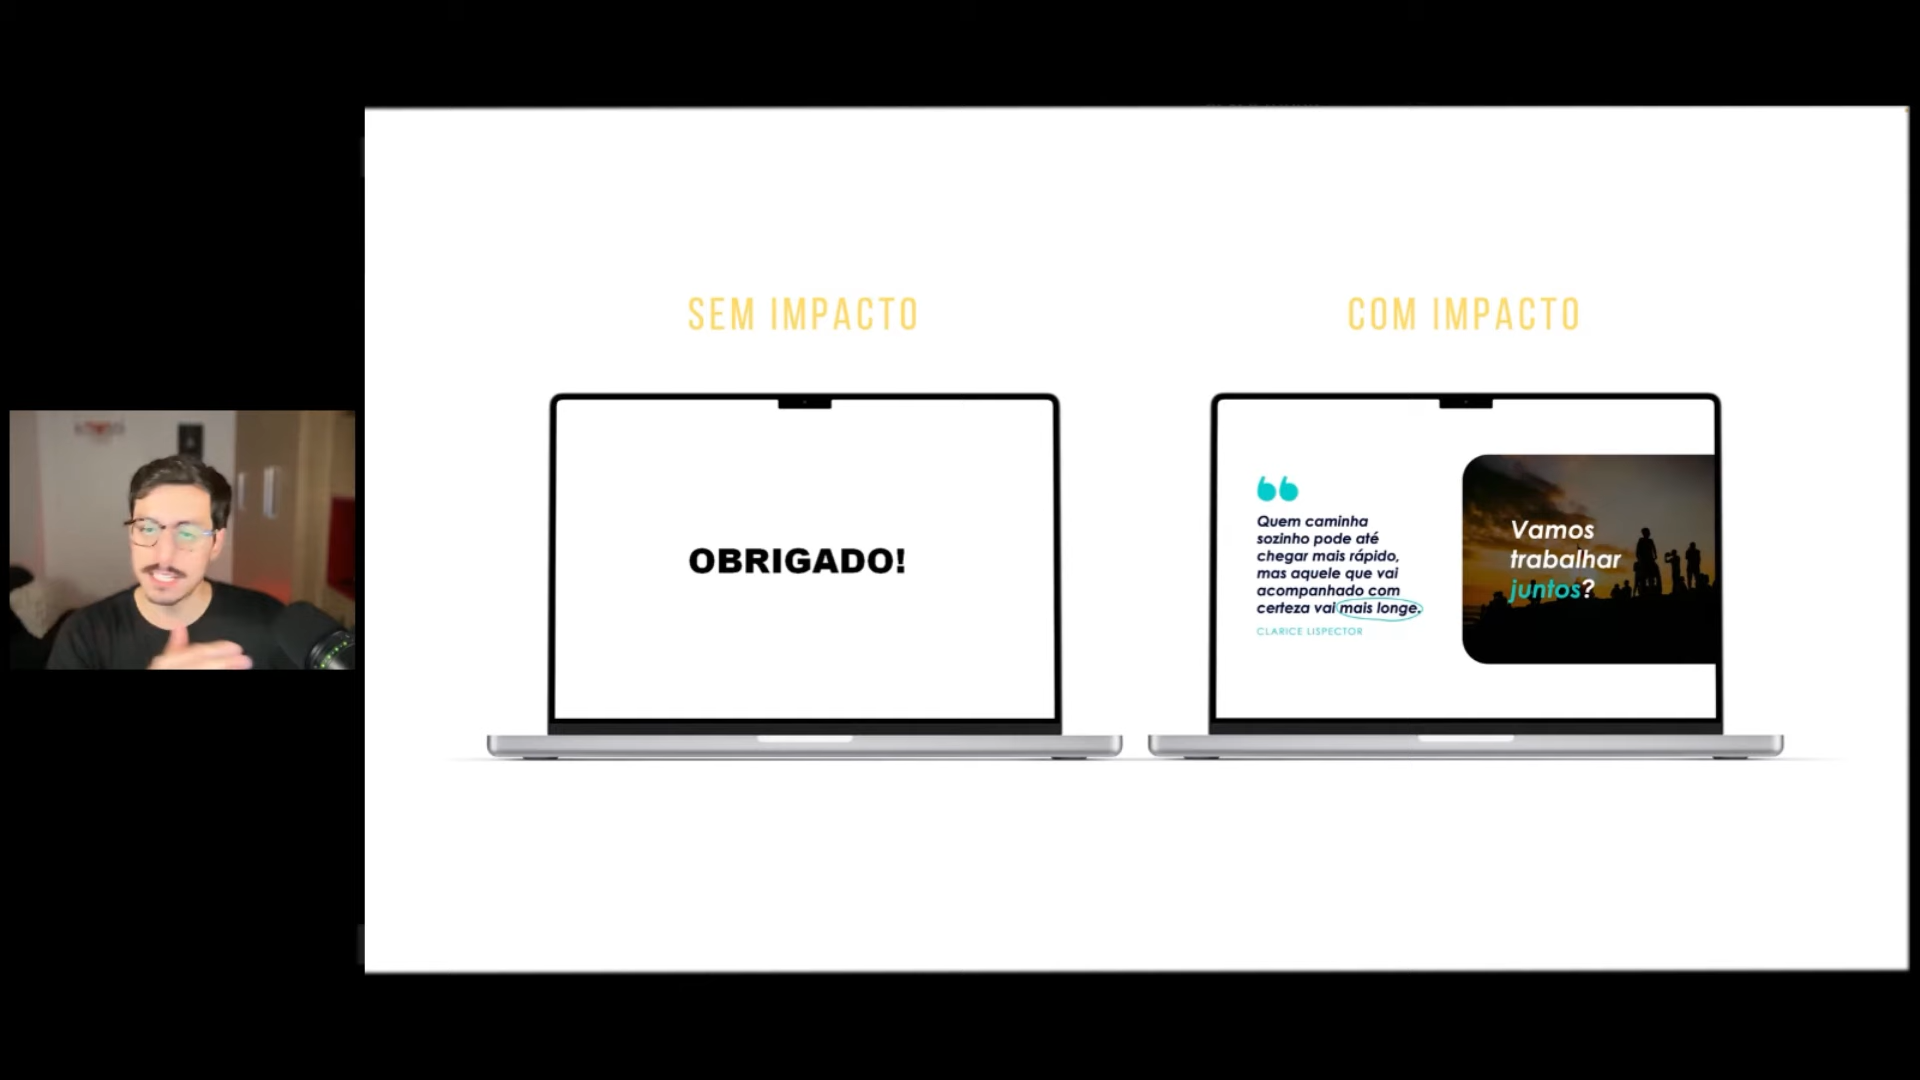 SEM IMPACTO
COM IMPACTO
OBRIGADO!
Quem caminha
sozinho pode até
chegar mais rápido,
mas aquele que vai
acompanhado com
certeza vai mais longe.
CLARICE LISPECTOR
Vamos
trabalhar
juntos?